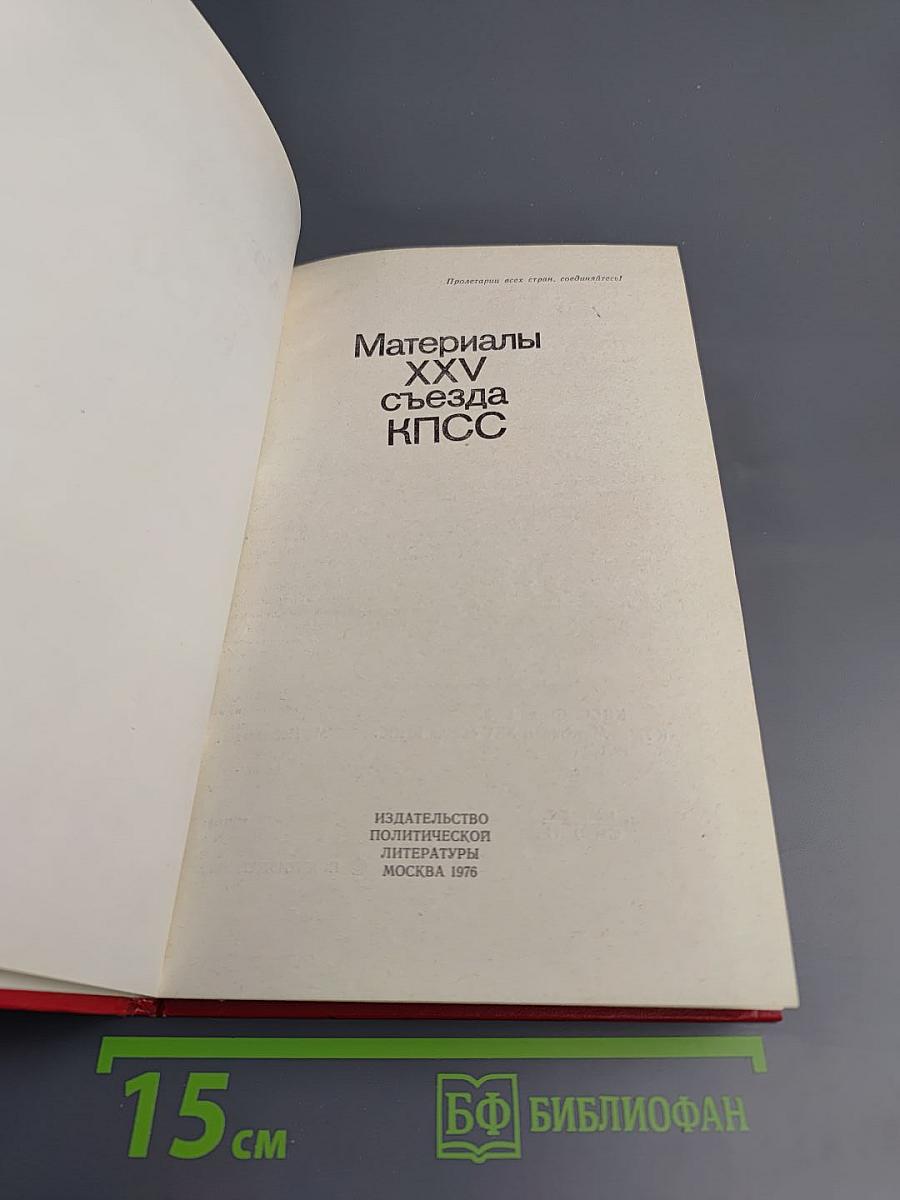 Пролетарии всех стран, соединяйтесь!
Материалы
XXV
съезда
КПСС
ИЗДАТЕЛЬСТВО
ПОЛИТИЧЕСКОЙ
ЛИТЕРАТУРЫ
МОСКВА 1976
15 см
БФ БИБЛИОФАН